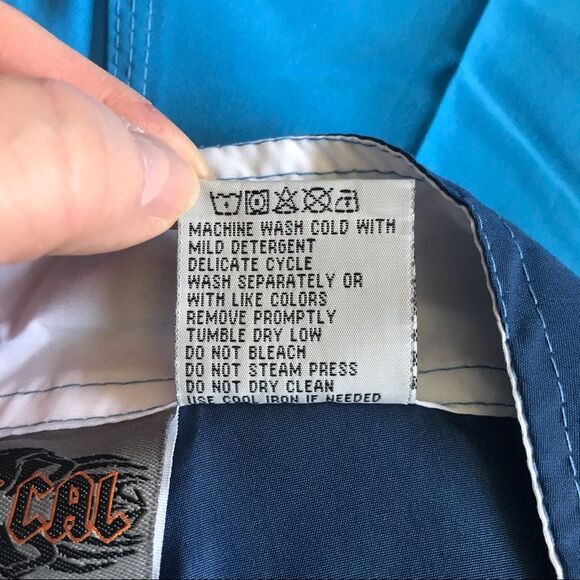 MACHINE WASH COLD WITH
MILD DETERGENT
DELICATE CYCLE
WASH SEPARATELY OR
WITH LIKE COLORS
REMOVE PROMPTLY
TUMBLE DRY LOW
DO NOT BLEACH
DO NOT STEAM PRESS
DO NOT DRY CLEAN
USE COOL IRON IF NEEDED
CAL